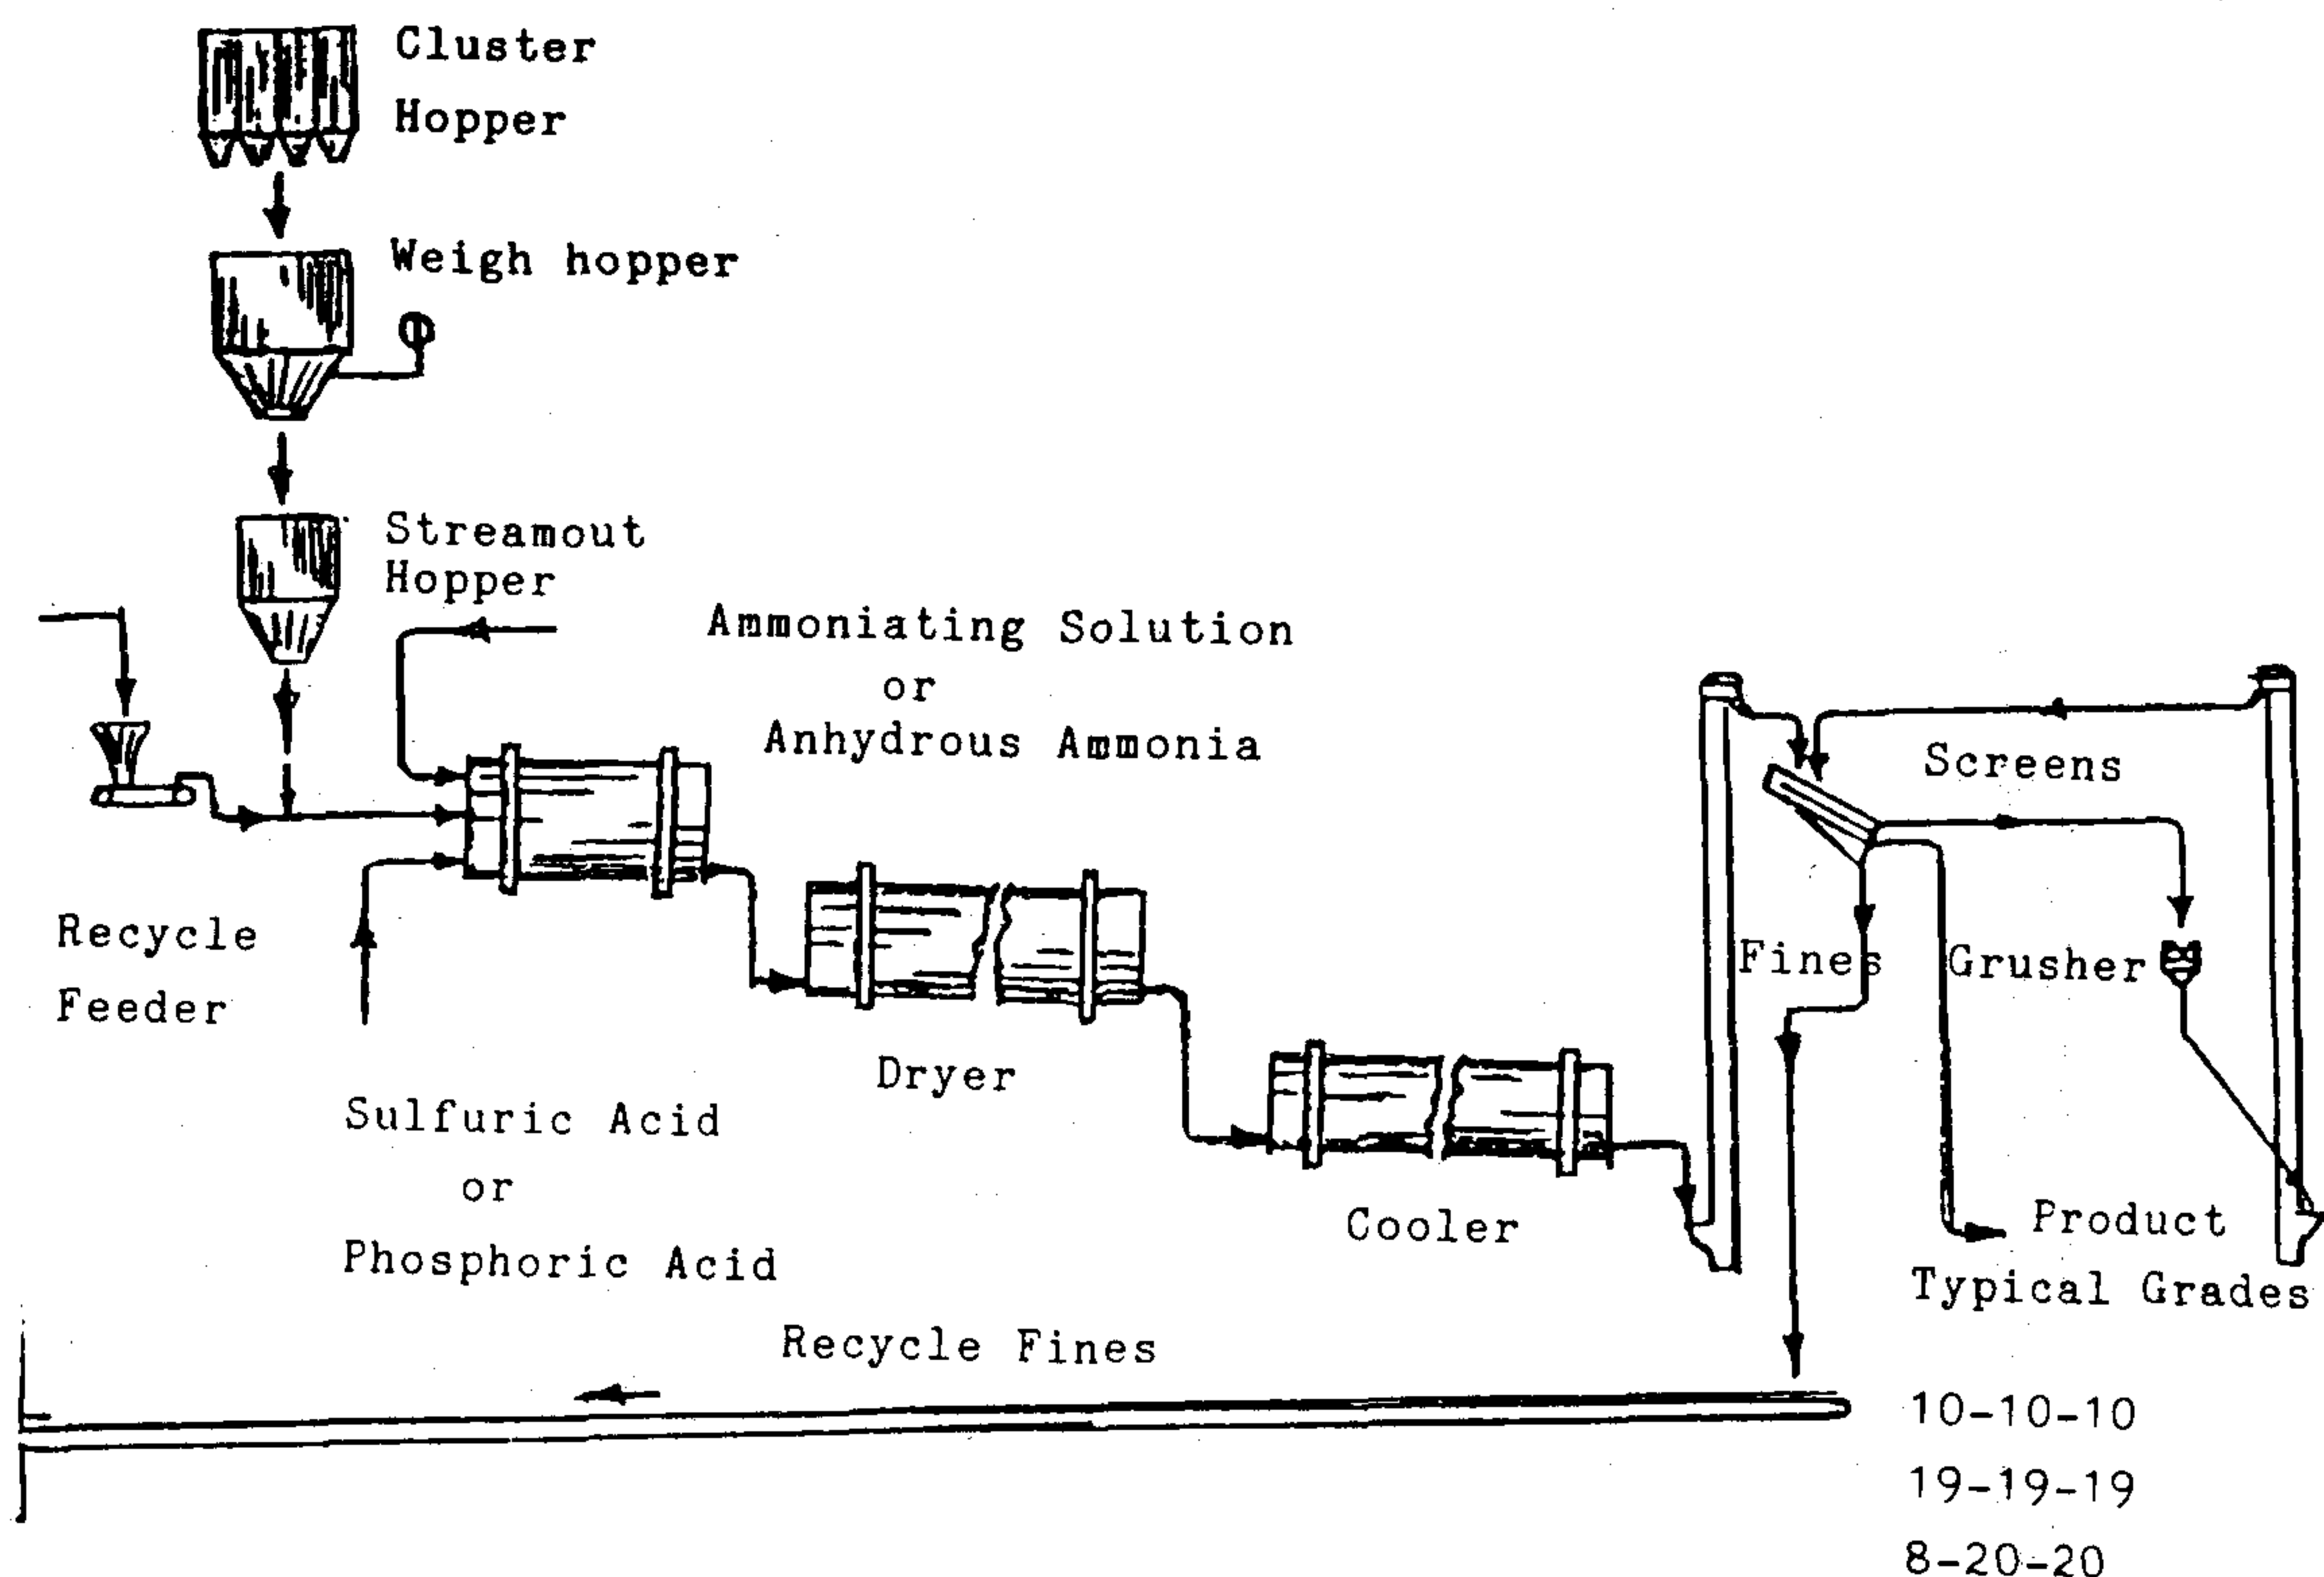 Cluster
Hopper
Weigh hopper
Streamout
Hopper
Ammoniating Solution
or
Anhydrous Ammonia
Screens
Recycle
Feeder
Fines
Grusher
Dryer
Sulfuric Acid
or
Phosphoric Acid
Cooler
Product
Typical Grades
Recycle Fines
10-10-10
19-19-19
8-20-20